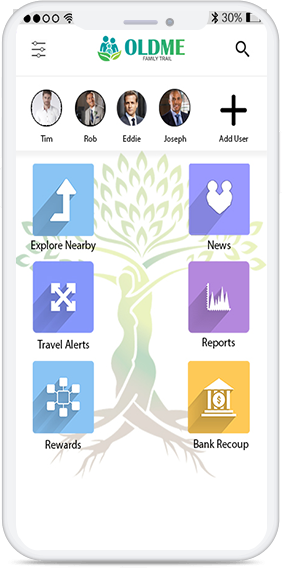 30%
OLDME
FAMILY TRAIL
Tim Rob Eddie Joseph Add User
Explore Nearby News
Travel Alerts Reports
Rewards Bank Recoup